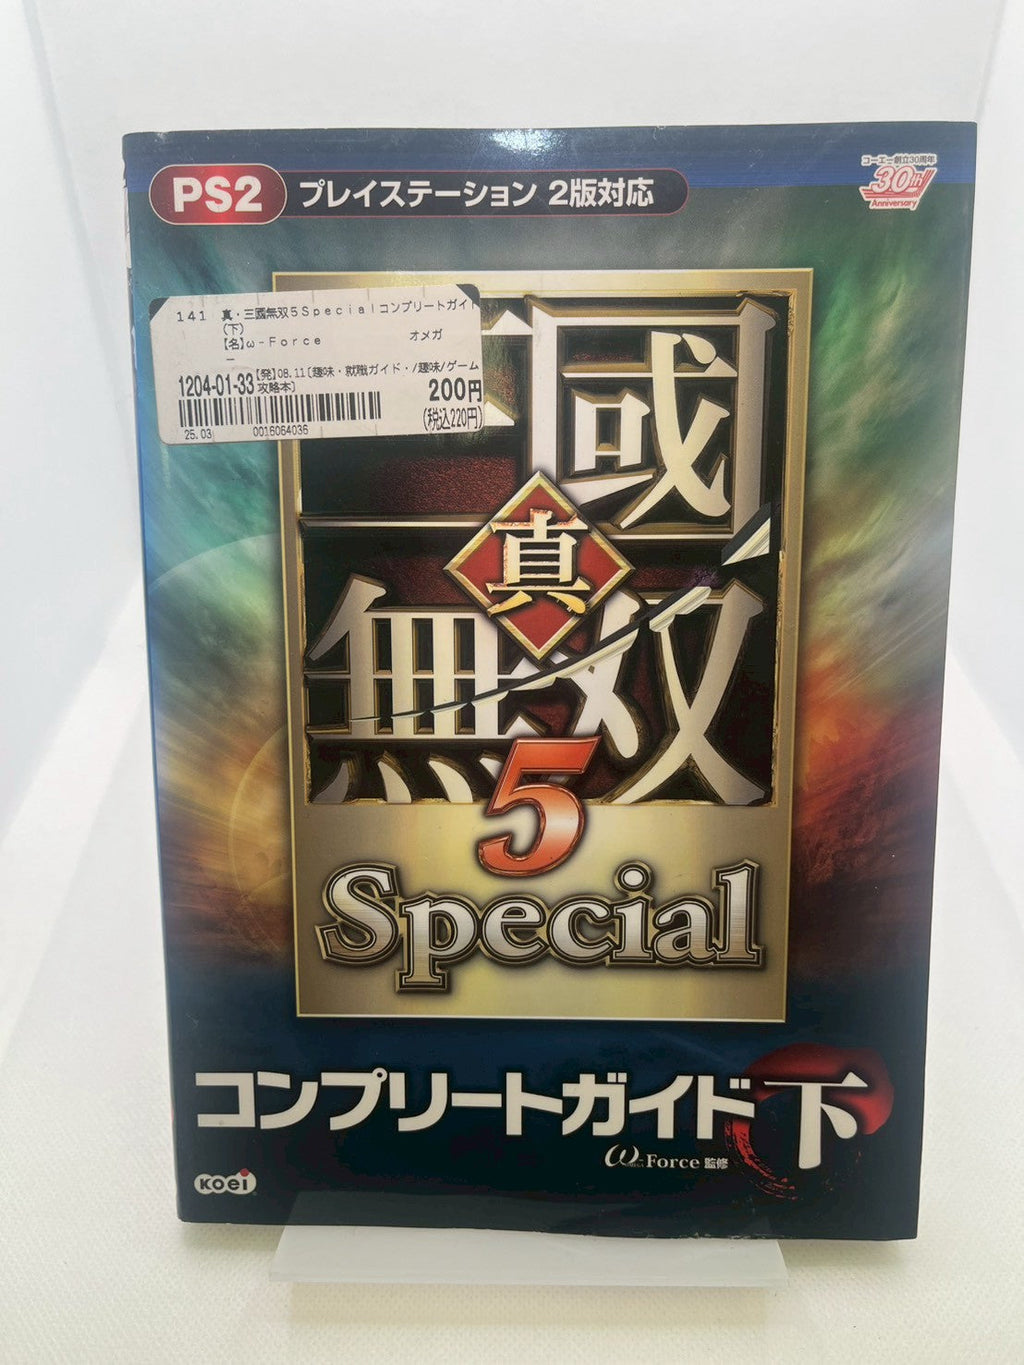 PS2 プレイステーション 2版対応
コーエー創立30周年
30th!!
Anniversary
141 真・三國無双5Specialコンプリートガイド
(下)
【名】ω-Force オメガ
1204-01-33 【発】08.11〔趣味・就職ガイド・/趣味/ゲーム
攻略本〕 200円
(税込220円)
25.03 0016064036
國
真
無双
5
Special
コンプリートガイド 下
ω-Force 監修
KOEI